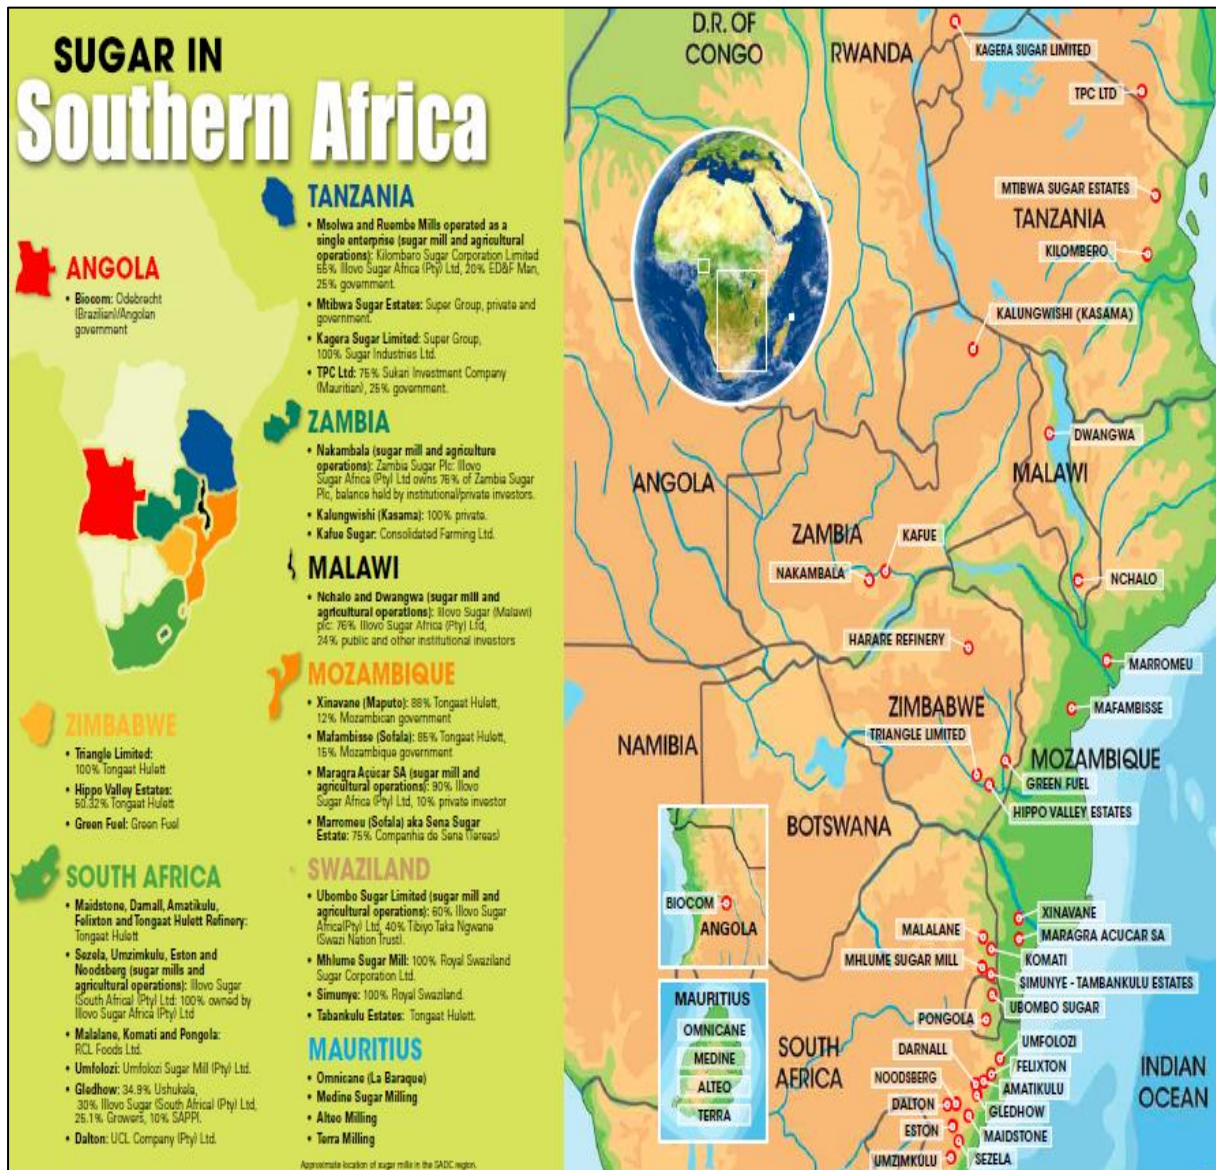 SUGAR IN
Southern Africa
ANGOLA
• Biocom: Odebrecht
(Brazilian)/Angolan
government
ZIMBABWE
• Triangle Limited:
100% Tongaat Hulett
• Hippo Valley Estates:
50.32% Tongaat Hulett
• Green Fuel: Green Fuel
SOUTH AFRICA
• Maidstone, Darnall, Amatikulu,
Felixton and Tongaat Hulett Refinery:
Tongaat Hulett
• Sezela, Umzimkulu, Eston and
Noodsberg (sugar mills and
agricultural operations): Illovo Sugar
(South Africa) (Pty) Ltd: 100% owned by
Illovo Sugar Africa (Pty) Ltd
• Malalane, Komati and Pongola:
RCL Foods Ltd.
• Umfolozi: Umfolozi Sugar Mill (Pty) Ltd.
• Gledhow: 34.9% Ushukela,
30% Illovo Sugar (South Africa) (Pty) Ltd,
25.1% Growers, 10% SAPPI.
• Dalton: UCL Company (Pty) Ltd.
TANZANIA
• Msolwa and Ruembe Mills operated as a
single enterprise (sugar mill and agricultural
operations): Kilombero Sugar Corporation Limited
55% Illovo Sugar Africa (Pty) Ltd, 20% ED&F Man,
25% government.
• Mtibwa Sugar Estates: Super Group, private and
government.
• Kagera Sugar Limited: Super Group,
100% Sugar Industries Ltd.
• TPC Ltd: 75% Sukari Investment Company
(Mauritian), 25% government.
ZAMBIA
• Nakambala (sugar mill and agriculture
operations): Zambia Sugar Plc: Illovo
Sugar Africa (Pty) Ltd owns 76% of Zambia Sugar
Plc, balance held by institutional/private investors.
• Kalungwishi (Kasama): 100% private.
• Kafue Sugar: Consolidated Farming Ltd.
MALAWI
• Nchalo and Dwangwa (sugar mill and
agricultural operations): Illovo Sugar (Malawi)
plc: 76% Illovo Sugar Africa (Pty) Ltd,
24% public and other institutional investors
MOZAMBIQUE
• Xinavane (Maputo): 88% Tongaat Hulett,
12% Mozambican government
• Mafambisse (Sofala): 85% Tongaat Hulett,
15% Mozambique government
• Maragra Açúcar SA (sugar mill and
agricultural operations): 90% Illovo
Sugar Africa (Pty) Ltd, 10% private investor
• Marromeu (Sofala) aka Sena Sugar
Estate: 75% Companhia de Sena (Tereas)
SWAZILAND
• Ubombo Sugar Limited (sugar mill and
agricultural operations): 60% Illovo Sugar
Africa(Pty) Ltd, 40% Tibiyo Taka Ngwane
(Swazi Nation Trust).
• Mhlume Sugar Mill: 100% Royal Swaziland
Sugar Corporation Ltd.
• Simunye: 100% Royal Swaziland.
• Tabankulu Estates: Tongaat Hulett.
MAURITIUS
• Omnicane (La Baraque)
• Medine Sugar Milling
• Alteo Milling
• Terra Milling
Approximate location of sugar mills in the SADC region.
D.R. OF
CONGO
RWANDA
KAGERA SUGAR LIMITED
TPC LTD
MTIBWA SUGAR ESTATES
TANZANIA
KILOMBERO
KALUNGWISHI (KASAMA)
DWANGWA
ANGOLA
MALAWI
ZAMBIA
KAFUE
NAKAMBALA
NCHALO
HARARE REFINERY
MARROMEU
ZIMBABWE
MAFAMBISSE
NAMIBIA
TRIANGLE LIMITED
MOZAMBIQUE
GREEN FUEL
HIPPO VALLEY ESTATES
BOTSWANA
BIOCOM
ANGOLA
XINAVANE
MALALANE
MARAGRA ACUCAR SA
KOMATI
MHLUME SUGAR MILL
SIMUNYE - TAMBANKULU ESTATES
UBOMBO SUGAR
PONGOLA
MAURITIUS
OMNICANE
MEDINE
ALTEO
TERRA
SOUTH
AFRICA
UMFOLOZI
DARNALL
FELIXTON
NOODSBERG
AMATIKULU
DALTON
GLEDHOW
ESTON
MAIDSTONE
UMZIMKULU
SEZELA
INDIAN
OCEAN